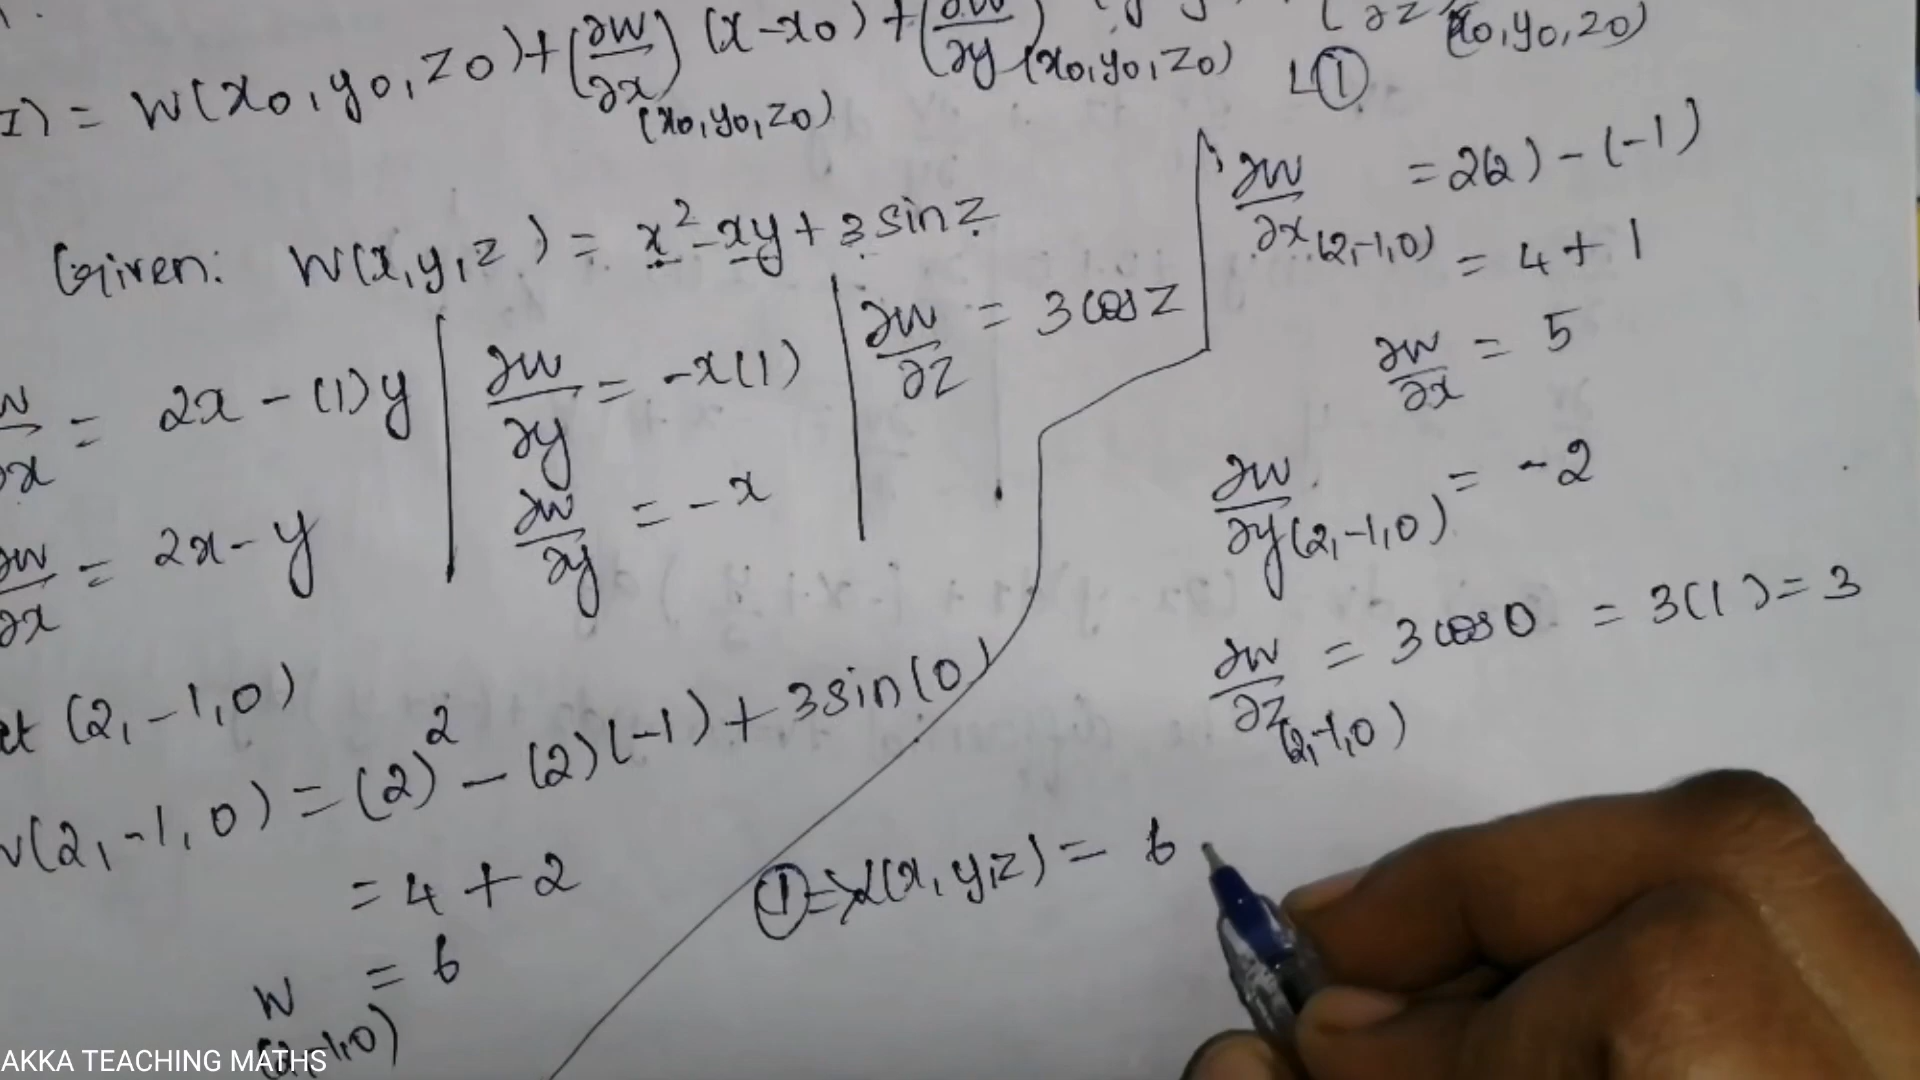 I) = W(x0, y0, z0) + (∂w/∂x)(x0, y0, z0) (x-x0) + (∂w/∂y)(x0, y0, z0) (∂z (x0, y0, z0)
L①
Given: W(x, y, z) = x² - xy + 3 sin z
w/∂x = 2x - (1)y
∂w/∂x = 2x - y
∂w/∂y = -x(1)
∂w/∂y = -x
∂w/∂z = 3 cos z
at (2, -1, 0)
W(2, -1, 0) = (2)² - (2)(-1) + 3 sin(0)
= 4 + 2
W(2, -1, 0) = 6
∂w/∂x (2, -1, 0) = 2(2) - (-1)
= 4 + 1
∂w/∂x = 5
∂w/∂y (2, -1, 0) = -2
∂w/∂z (2, -1, 0) = 3 cos 0 = 3(1) = 3
① => L(x, y, z) = 6
AKKA TEACHING MATHS